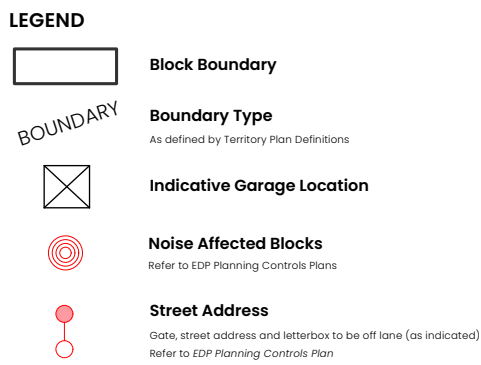 LEGEND
Block Boundary
BOUNDARY
Boundary Type
As defined by Territory Plan Definitions
Indicative Garage Location
Noise Affected Blocks
Refer to EDP Planning Controls Plans
Street Address
Gate, street address and letterbox to be off lane (as indicated)
Refer to EDP Planning Controls Plan